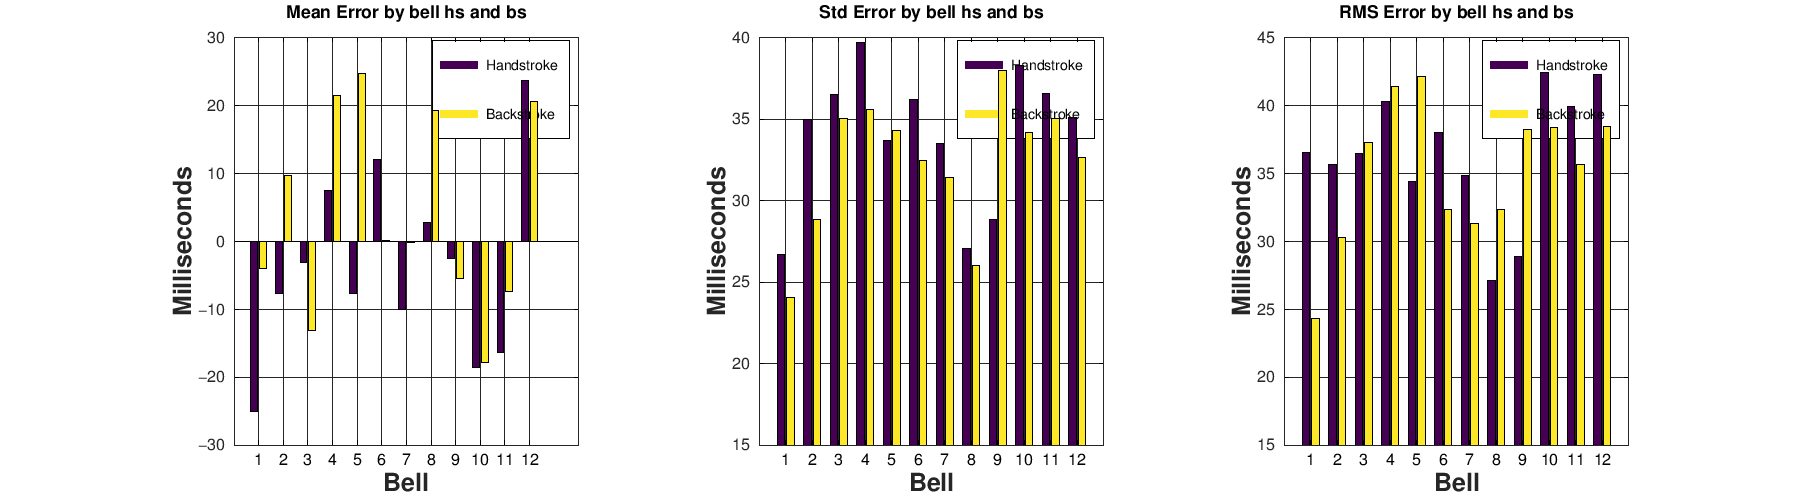 Mean Error by bell hs and bs
30
20
10
0
−10
−20
−30
Milliseconds
Handstroke
Backstroke
1 2 3 4 5 6 7 8 9 10 11 12
Bell
Std Error by bell hs and bs
40
35
30
25
20
15
Milliseconds
Handstroke
Backstroke
1 2 3 4 5 6 7 8 9 10 11 12
Bell
RMS Error by bell hs and bs
45
40
35
30
25
20
15
Milliseconds
Handstroke
Backstroke
1 2 3 4 5 6 7 8 9 10 11 12
Bell